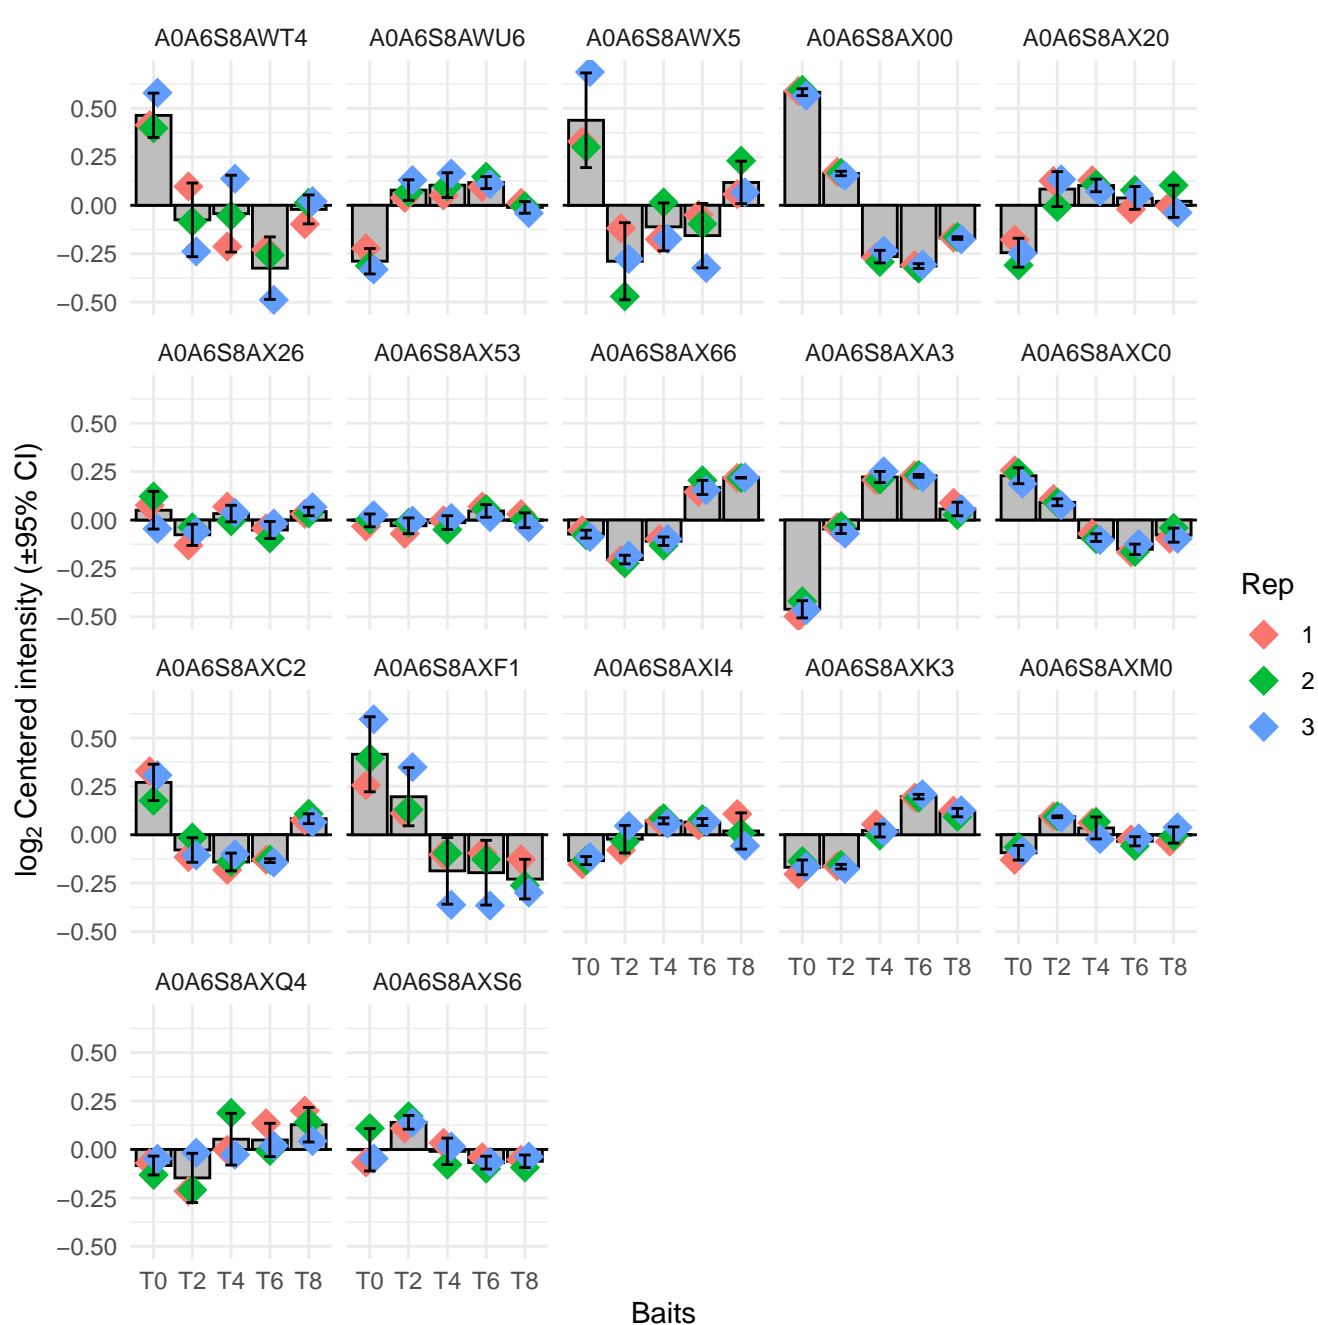 A0A6S8AWT4 A0A6S8AWU6 A0A6S8AWX5 A0A6S8AX00 A0A6S8AX20
0.50
0.25
0.00
−0.25
−0.50
A0A6S8AX26 A0A6S8AX53 A0A6S8AX66 A0A6S8AXA3 A0A6S8AXC0
0.50
0.25
0.00
−0.25
−0.50
log₂ Centered intensity (±95% CI)
Rep
1
2
3
A0A6S8AXC2 A0A6S8AXF1 A0A6S8AXI4 A0A6S8AXK3 A0A6S8AXM0
0.50
0.25
0.00
−0.25
−0.50
T0 T2 T4 T6 T8 T0 T2 T4 T6 T8 T0 T2 T4 T6 T8
A0A6S8AXQ4 A0A6S8AXS6
0.50
0.25
0.00
−0.25
−0.50
T0 T2 T4 T6 T8 T0 T2 T4 T6 T8
Baits